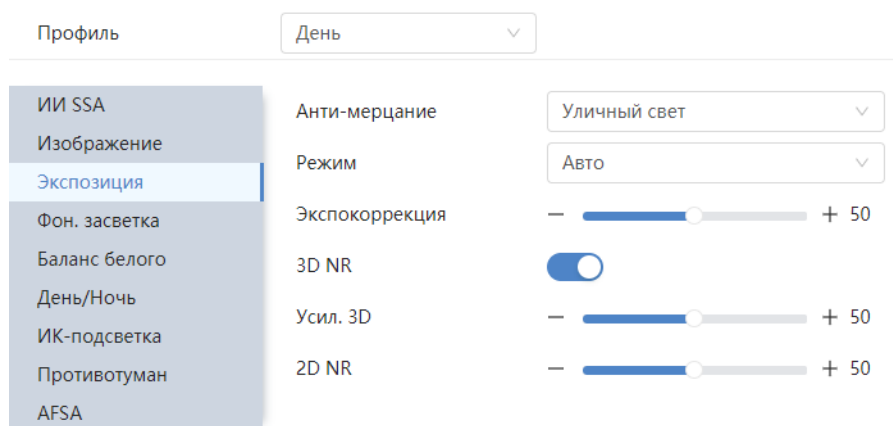 Профиль День
ИИ SSA
Изображение
Экспозиция
Фон. засветка
Баланс белого
День/Ночь
ИК-подсветка
Противотуман
AFSA
Анти-мерцание Уличный свет
Режим Авто
Экспокоррекция − + 50
3D NR
Усил. 3D − + 50
2D NR − + 50